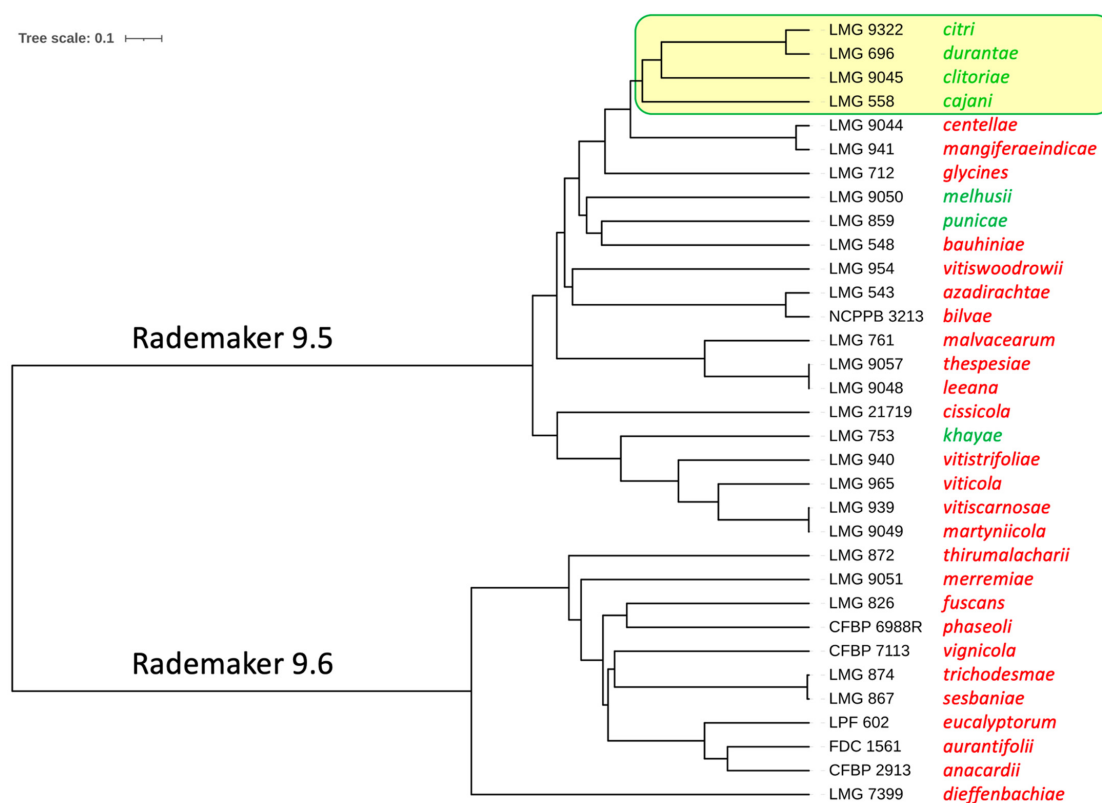 Tree scale: 0.1
LMG 9322 citri
LMG 696 durantae
LMG 9045 clitoriae
LMG 558 cajani
LMG 9044 centellae
LMG 941 mangiferaeindicae
LMG 712 glycines
LMG 9050 melhusii
LMG 859 punicae
LMG 548 bauhiniae
LMG 954 vitiswoodrowii
LMG 543 azadirachtae
NCPPB 3213 bilvae
Rademaker 9.5
LMG 761 malvacearum
LMG 9057 thespesiae
LMG 9048 leeana
LMG 21719 cissicola
LMG 753 khayae
LMG 940 vitistrifoliae
LMG 965 viticola
LMG 939 vitiscarnosae
LMG 9049 martyniicola
LMG 872 thirumalacharii
LMG 9051 merremiae
LMG 826 fuscans
CFBP 6988R phaseoli
CFBP 7113 vignicola
Rademaker 9.6
LMG 874 trichodesmae
LMG 867 sesbaniae
LPF 602 eucalyptorum
FDC 1561 aurantifolii
CFBP 2913 anacardii
LMG 7399 dieffenbachiae